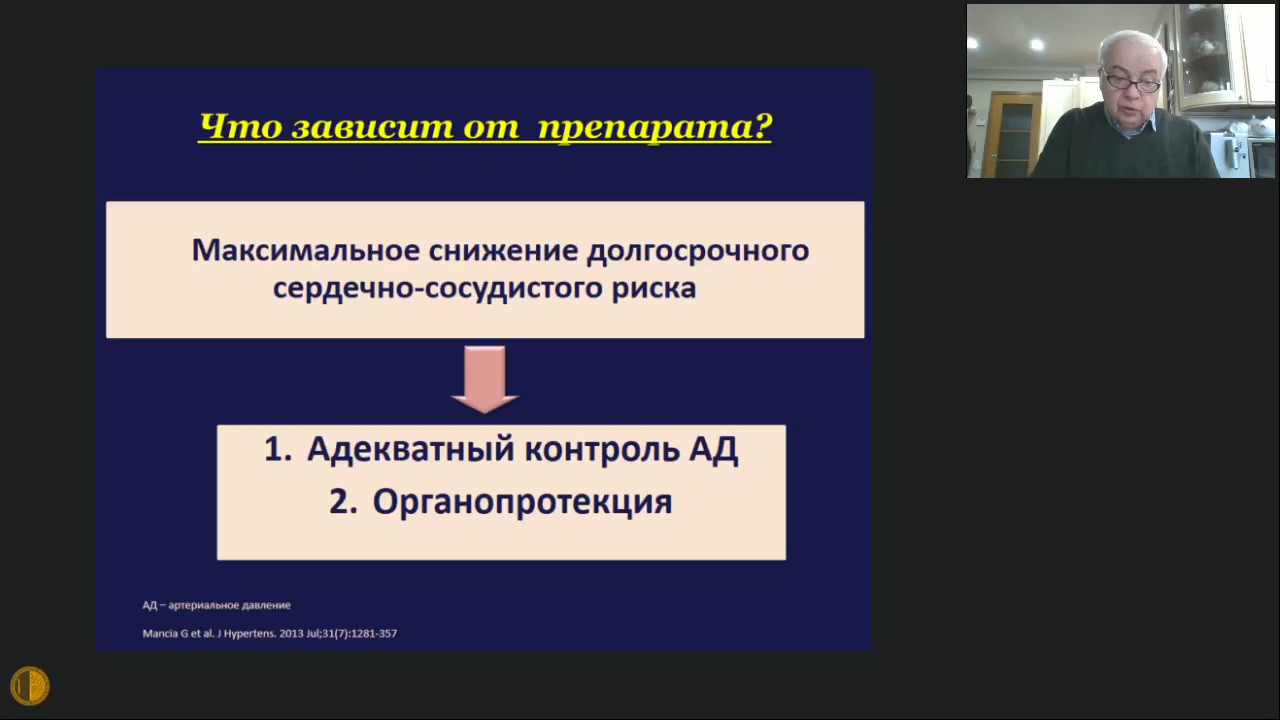 Что зависит от препарата?
Максимальное снижение долгосрочного
сердечно-сосудистого риска
1. Адекватный контроль АД
2. Органопротекция
АД – артериальное давление
Mancia G et al. J Hypertens. 2013 Jul;31(7):1281-357